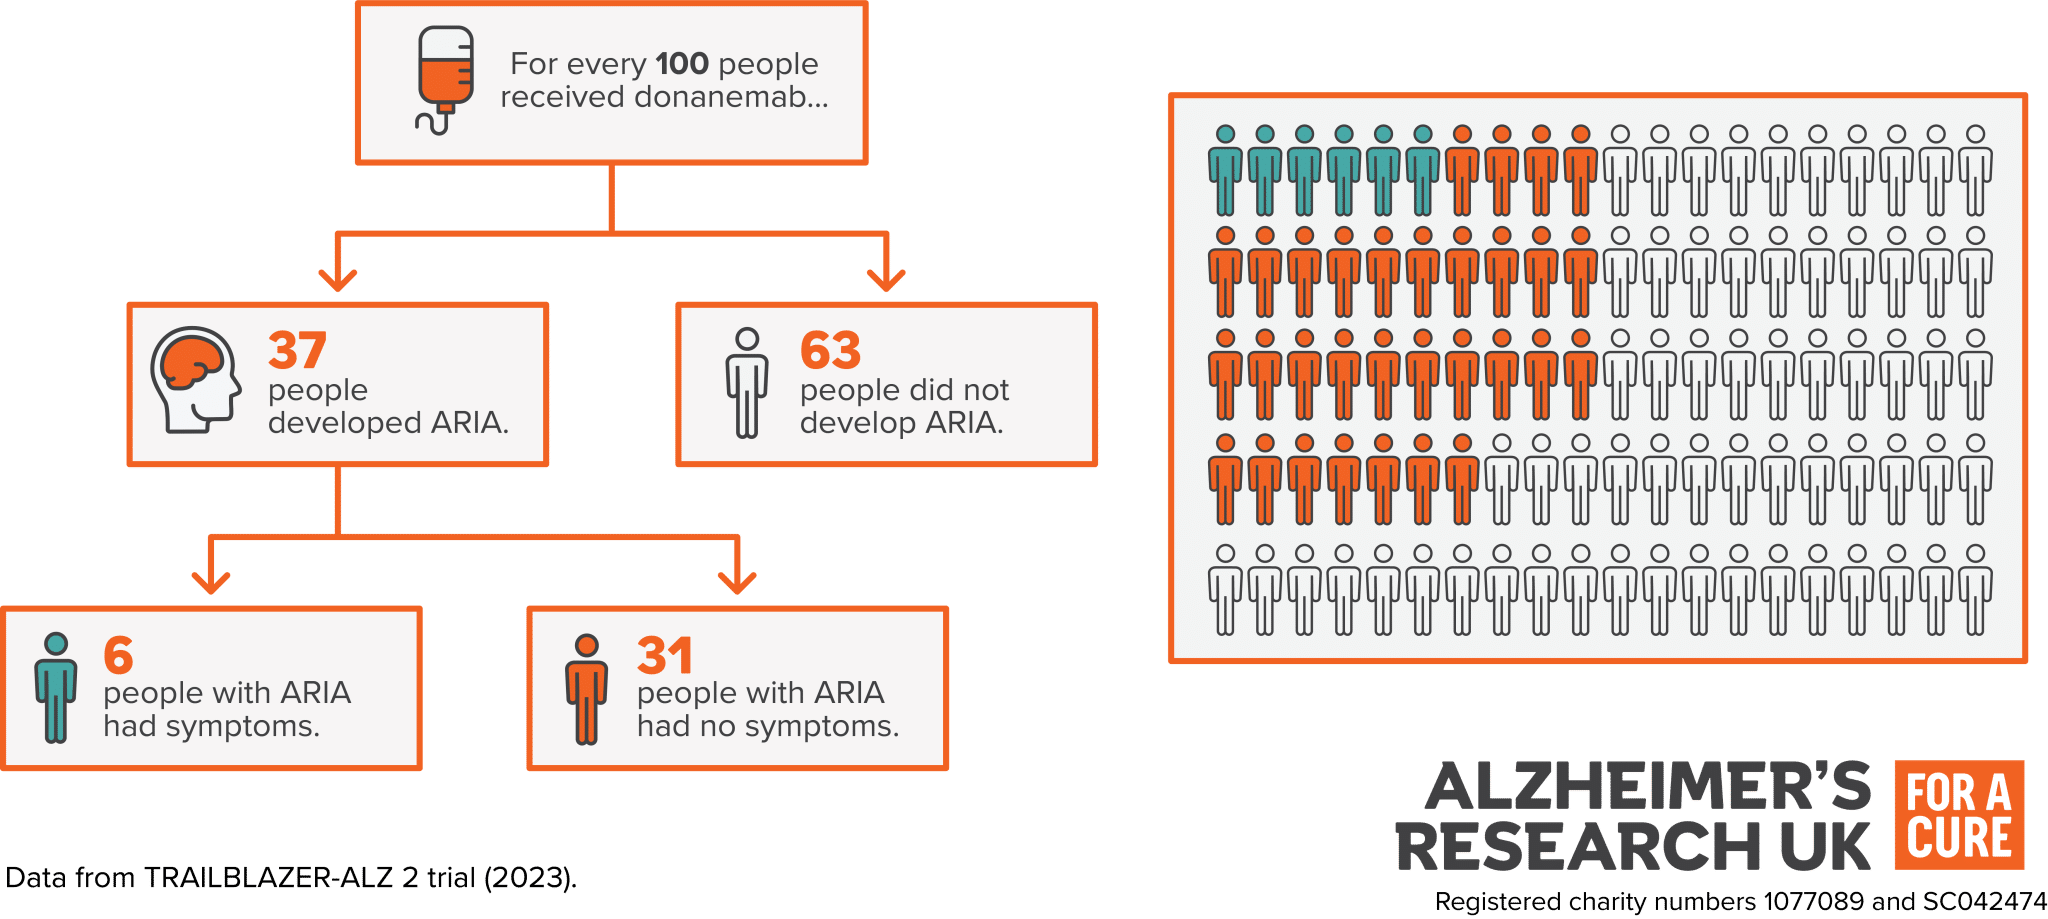 For every 100 people
received donanemab...
37
people
developed ARIA.
63
people did not
develop ARIA.
6
people with ARIA
had symptoms.
31
people with ARIA
had no symptoms.
Data from TRAILBLAZER-ALZ 2 trial (2023).
ALZHEIMER'S
RESEARCH UK
FOR A
CURE
Registered charity numbers 1077089 and SC042474